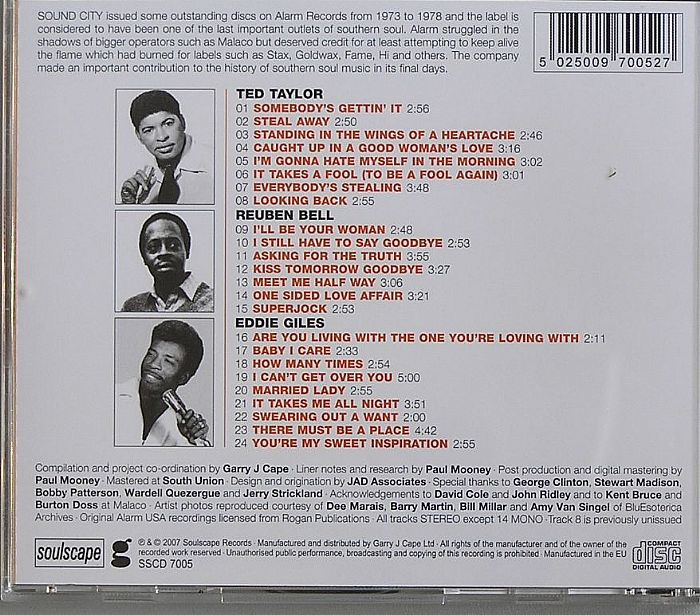 SOUND CITY issued some outstanding discs on Alarm Records from 1973 to 1978 and the label is
considered to have been one of the last important outlets of southern soul. Alarm struggled in the
shadows of bigger operators such as Malaco but deserved credit for at least attempting to keep alive
the flame which had burned for labels such as Stax, Goldwax, Fame, Hi and others. The company
made an important contribution to the history of southern soul music in its final days.
5 025009 700527
TED TAYLOR
01 SOMEBODY'S GETTIN' IT 2:56
02 STEAL AWAY 2:50
03 STANDING IN THE WINGS OF A HEARTACHE 2:46
04 CAUGHT UP IN A GOOD WOMAN'S LOVE 3:16
05 I'M GONNA HATE MYSELF IN THE MORNING 3:02
06 IT TAKES A FOOL (TO BE A FOOL AGAIN) 3:01
07 EVERYBODY'S STEALING 3:48
08 LOOKING BACK 2:55
REUBEN BELL
09 I'LL BE YOUR WOMAN 2:48
10 I STILL HAVE TO SAY GOODBYE 2:53
11 ASKING FOR THE TRUTH 3:55
12 KISS TOMORROW GOODBYE 3:27
13 MEET ME HALF WAY 3:06
14 ONE SIDED LOVE AFFAIR 3:21
15 SUPERJOCK 2:53
EDDIE GILES
16 ARE YOU LIVING WITH THE ONE YOU'RE LOVING WITH 2:11
17 BABY I CARE 2:33
18 HOW MANY TIMES 2:54
19 I CAN'T GET OVER YOU 5:00
20 MARRIED LADY 2:55
21 IT TAKES ME ALL NIGHT 3:51
22 SWEARING OUT A WANT 2:00
23 THERE MUST BE A PLACE 4:42
24 YOU'RE MY SWEET INSPIRATION 2:55
Compilation and project co-ordination by Garry J Cape · Liner notes and research by Paul Mooney · Post production and digital mastering by
Paul Mooney · Mastered at South Union · Design and origination by JAD Associates · Special thanks to George Clinton, Stewart Madison,
Bobby Patterson, Wardell Quezergue and Jerry Strickland · Acknowledgements to David Cole and John Ridley and to Kent Bruce and
Burton Doss at Malaco · Artist photos reproduced courtesy of Dee Marais, Barry Martin, Bill Millar and Amy Van Singel of BluEsoterica
Archives · Original Alarm USA recordings licensed from Rogan Publications · All tracks STEREO except 14 MONO · Track 8 is previously unissued
soulscape
g
℗ & © 2007 Soulscape Records · Manufactured and distributed by Garry J Cape Ltd · All rights of the manufacturer and of the owner of the
recorded work reserved · Unauthorised public performance, broadcasting and copying of this recording is prohibited · Manufactured in the EU
SSCD 7005
COMPACT
disc
DIGITAL AUDIO